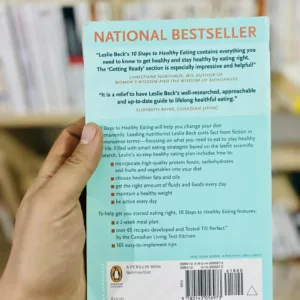 NATIONAL BESTSELLER
"Leslie Beck's 10 Steps to Healthy Eating contains everything you
need to know to get healthy and stay healthy by eating right.
The 'Getting Ready' section is especially impressive and helpful!"
CHRISTIANE NORTHRUP, M.D., AUTHOR OF
WOMEN'S BODIES AND THE WISDOM OF MENOPAUSE
"It is a relief to have Leslie Beck's well-researched, approachable
and up-to-date guide to lifelong healthful eating."
ELIZABETH BAIRD, CANADIAN LIVING
Steps to Healthy Eating will help you change your diet
Leading nutritionist Leslie Beck sorts fact from fiction in
terms—focusing on what you need to eat to stay healthy
life. Filled with smart eating strategies based on the latest scientific
Leslie's 10-step healthy eating plan includes how to:
incorporate high-quality protein foods, carbohydrates
and fruits and vegetables into your diet
choose healthier fats and oils
get the right amount of fluids and foods every day
maintain a healthy weight
be active every day
To help get you started eating right, 10 Steps to Healthy Eating features:
a 2-week meal plan
over 65 recipes developed and Tested Till Perfect™
by the Canadian Living Test Kitchen
165 easy-to-implement tips
A PENGUIN BOOK